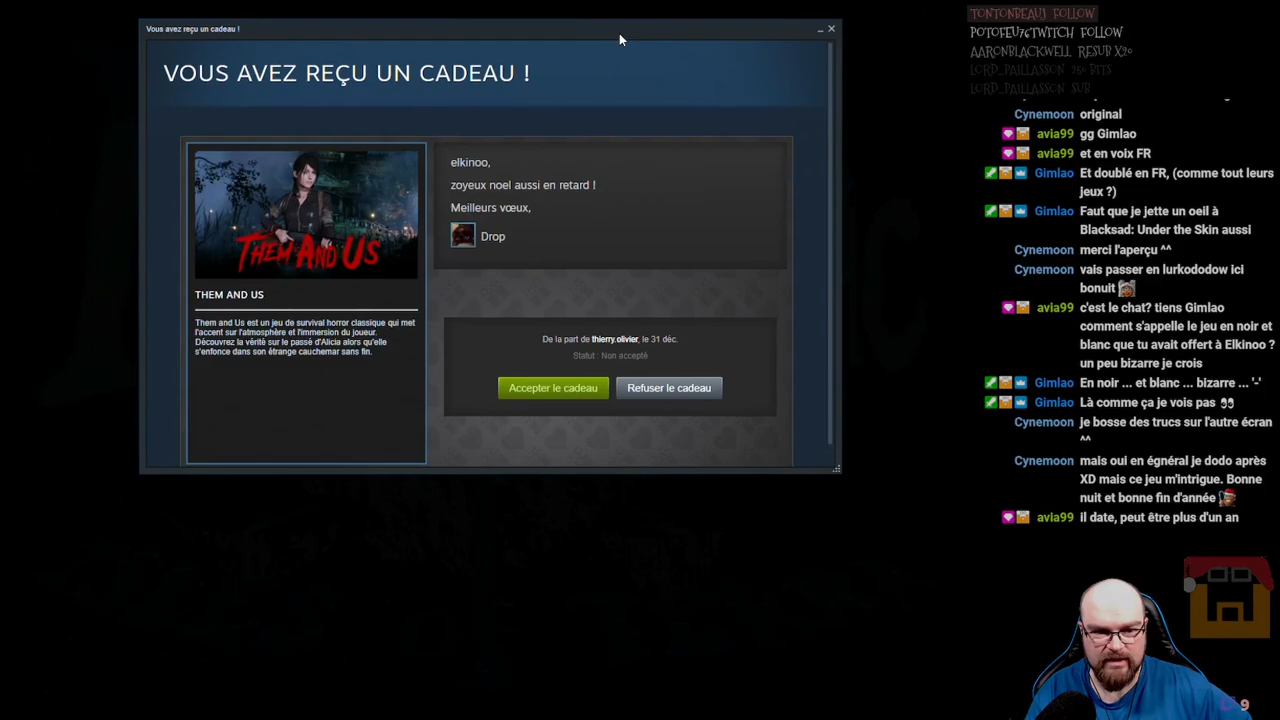 Vous avez reçu un cadeau !
VOUS AVEZ REÇU UN CADEAU !
THEM AND US
THEM AND US
Them and Us est un jeu de survival horror classique qui met
l'accent sur l'atmosphère et l'immersion du joueur.
Découvrez la vérité sur le passé d'Alicia alors qu'elle
s'enfonce dans son étrange cauchemar sans fin.
elkinoo,
zoyeux noel aussi en retard !
Meilleurs vœux,
Drop
De la part de thierry.olivier, le 31 déc.
Statut : Non accepté
Accepter le cadeau
Refuser le cadeau
TONTONBEAUJ FOLLOW
POTOFEU76TWITCH FOLLOW
AARONBLACKWELL RESUB X20
LORD_PAILLASSON 250 BITS
LORD_PAILLASSON SUB
Cynemoon original
avia99 gg Gimlao
avia99 et en voix FR
Gimlao Et doublé en FR, (comme tout leurs
jeux ?)
Gimlao Faut que je jette un oeil à
Blacksad: Under the Skin aussi
Cynemoon merci l'aperçu ^^
Cynemoon vais passer en lurkododow ici
bonuit
avia99 c'est le chat? tiens Gimlao
comment s'appelle le jeu en noir et
blanc que tu avait offert à Elkinoo ?
un peu bizarre je crois
Gimlao En noir ... et blanc ... bizarre ... '-'
Gimlao Là comme ça je vois pas
Cynemoon je bosse des trucs sur l'autre écran
^^
Cynemoon mais oui en égnéral je dodo après
XD mais ce jeu m'intrigue. Bonne
nuit et bonne fin d'année
avia99 il date, peut être plus d'un an
9